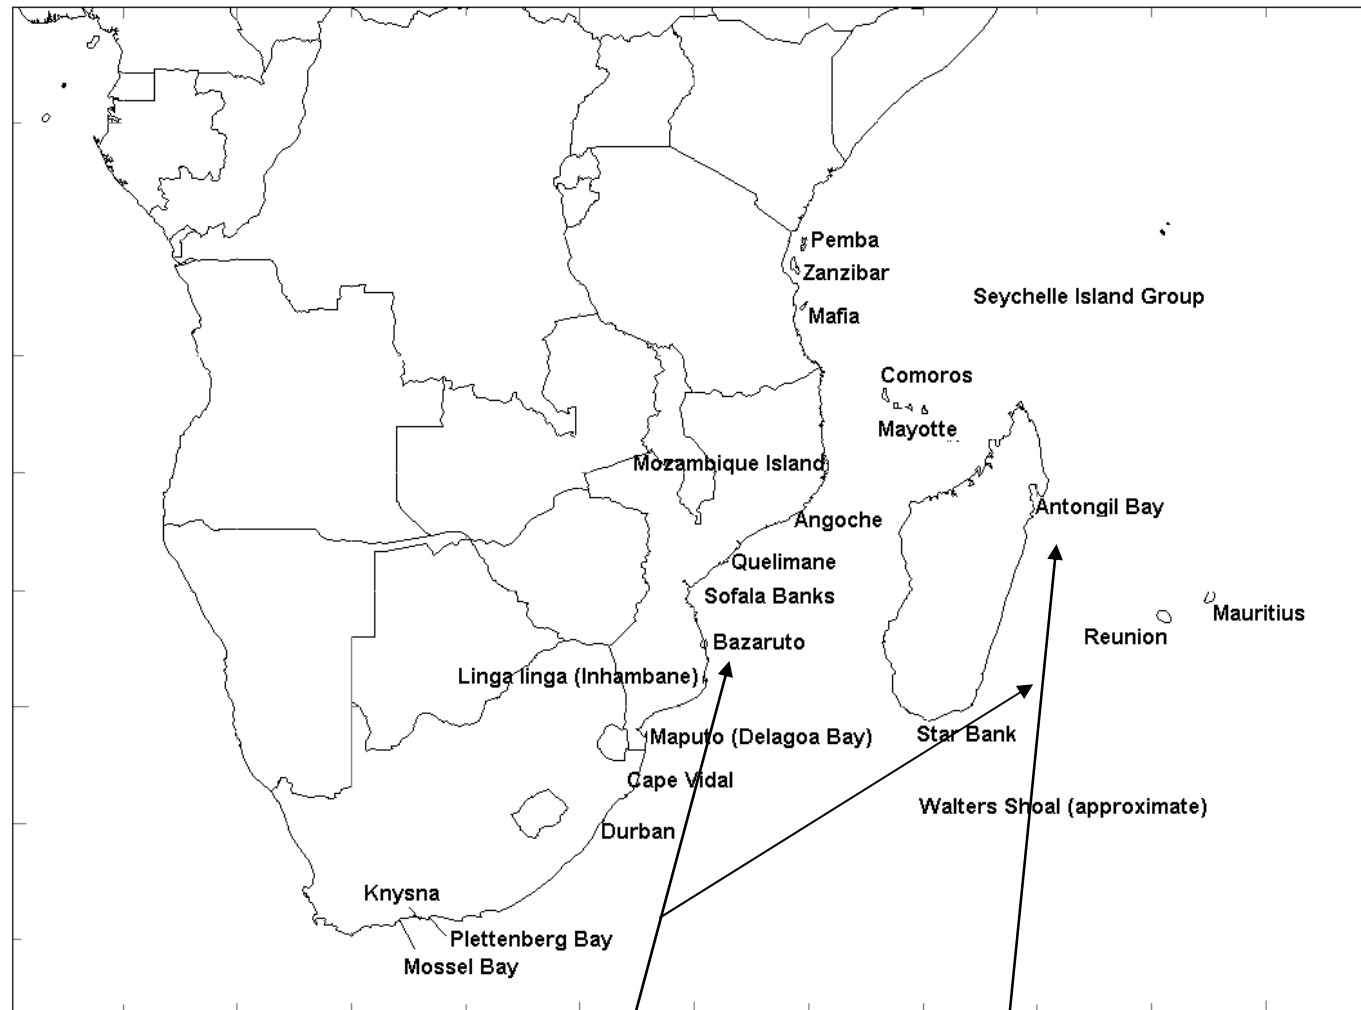 Pemba
Zanzibar
Seychelle Island Group
Mafia
Comoros
Mayotte
Mozambique Island
Antongil Bay
Angoche
Quelimane
Sofala Banks
Mauritius
Reunion
Bazaruto
Linga linga (Inhambane)
Star Bank
Maputo (Delagoa Bay)
Cape Vidal
Walters Shoal (approximate)
Durban
Knysna
Plettenberg Bay
Mossel Bay